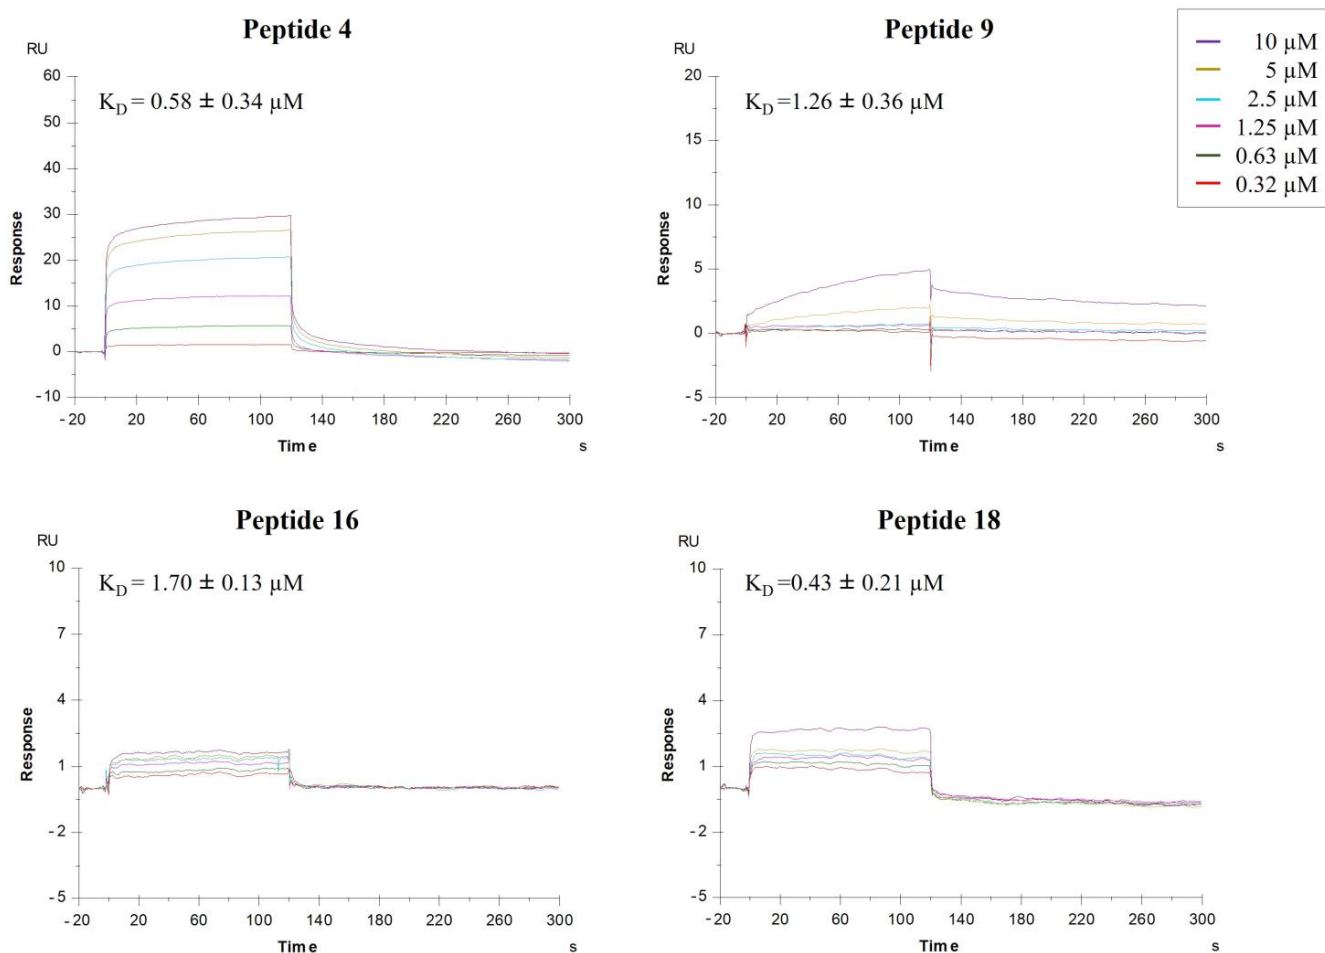 Peptide 4
RU
K_D = 0.58 ± 0.34 μM
60
50
40
30
20
10
0
-10
Response
-20 20 60 100 140 180 220 260 300
Time s
Peptide 9
RU
K_D =1.26 ± 0.36 μM
20
15
10
5
0
-5
Response
-20 20 60 100 140 180 220 260 300
Time s
10 μM
5 μM
2.5 μM
1.25 μM
0.63 μM
0.32 μM
Peptide 16
RU
K_D = 1.70 ± 0.13 μM
10
7
4
1
-2
-5
Response
-20 20 60 100 140 180 220 260 300
Time s
Peptide 18
RU
K_D =0.43 ± 0.21 μM
10
7
4
1
-2
-5
Response
-20 20 60 100 140 180 220 260 300
Time s